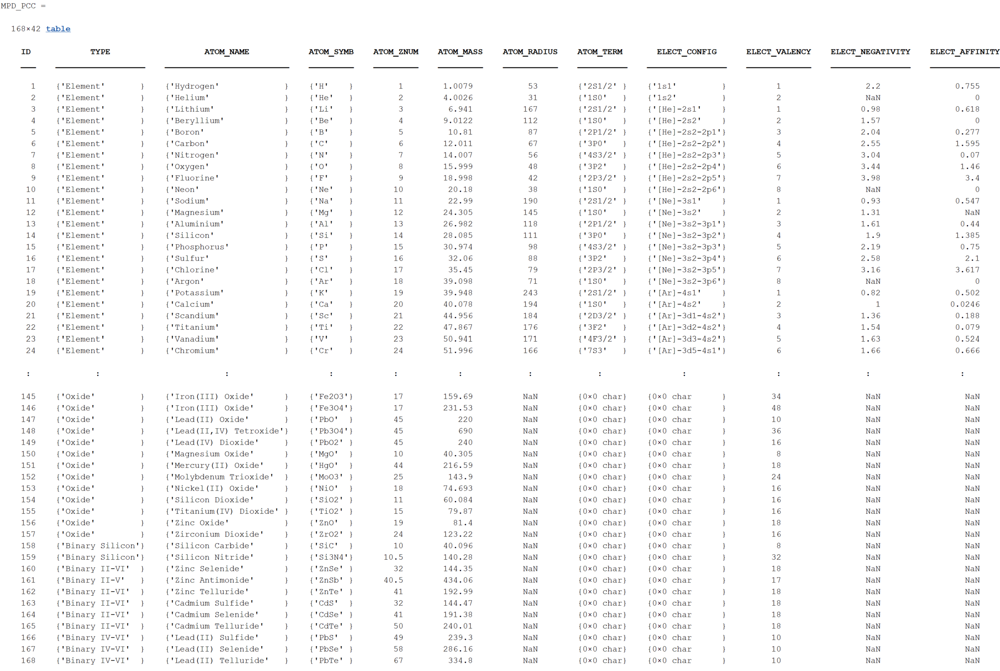 MPD_PCC =
168×42 table
ID TYPE ATOM_NAME ATOM_SYMB ATOM_ZNUM ATOM_MASS ATOM_RADIUS ATOM_TERM ELECT_CONFIG ELECT_VALENCY ELECT_NEGATIVITY ELECT_AFFINITY
1 {'Element' } {'Hydrogen' } {'H' } 1 1.0079 53 {'2S1/2' } {'1s1' } 1 2.2 0.755
2 {'Element' } {'Helium' } {'He' } 2 4.0026 31 {'1S0' } {'1s2' } 2 NaN 0
3 {'Element' } {'Lithium' } {'Li' } 3 6.941 167 {'2S1/2' } {'[He]-2s1' } 1 0.98 0.618
4 {'Element' } {'Beryllium' } {'Be' } 4 9.0122 112 {'1S0' } {'[He]-2s2' } 2 1.57 0
5 {'Element' } {'Boron' } {'B' } 5 10.81 87 {'2P1/2' } {'[He]-2s2-2p1'} 3 2.04 0.277
6 {'Element' } {'Carbon' } {'C' } 6 12.011 67 {'3P0' } {'[He]-2s2-2p2'} 4 2.55 1.595
7 {'Element' } {'Nitrogen' } {'N' } 7 14.007 56 {'4S3/2' } {'[He]-2s2-2p3'} 5 3.04 0.07
8 {'Element' } {'Oxygen' } {'O' } 8 15.999 48 {'3P2' } {'[He]-2s2-2p4'} 6 3.44 1.46
9 {'Element' } {'Fluorine' } {'F' } 9 18.998 42 {'2P3/2' } {'[He]-2s2-2p5'} 7 3.98 3.4
10 {'Element' } {'Neon' } {'Ne' } 10 20.18 38 {'1S0' } {'[He]-2s2-2p6'} 8 NaN 0
11 {'Element' } {'Sodium' } {'Na' } 11 22.99 190 {'2S1/2' } {'[Ne]-3s1' } 1 0.93 0.547
12 {'Element' } {'Magnesium' } {'Mg' } 12 24.305 145 {'1S0' } {'[Ne]-3s2' } 2 1.31 NaN
13 {'Element' } {'Aluminium' } {'Al' } 13 26.982 118 {'2P1/2' } {'[Ne]-3s2-3p1'} 3 1.61 0.44
14 {'Element' } {'Silicon' } {'Si' } 14 28.085 111 {'3P0' } {'[Ne]-3s2-3p2'} 4 1.9 1.385
15 {'Element' } {'Phosphorus' } {'P' } 15 30.974 98 {'4S3/2' } {'[Ne]-3s2-3p3'} 5 2.19 0.75
16 {'Element' } {'Sulfur' } {'S' } 16 32.06 88 {'3P2' } {'[Ne]-3s2-3p4'} 6 2.58 2.1
17 {'Element' } {'Chlorine' } {'Cl' } 17 35.45 79 {'2P3/2' } {'[Ne]-3s2-3p5'} 7 3.16 3.617
18 {'Element' } {'Argon' } {'Ar' } 18 39.098 71 {'1S0' } {'[Ne]-3s2-3p6'} 8 NaN 0
19 {'Element' } {'Potassium' } {'K' } 19 39.948 243 {'2S1/2' } {'[Ar]-4s1' } 1 0.82 0.502
20 {'Element' } {'Calcium' } {'Ca' } 20 40.078 194 {'1S0' } {'[Ar]-4s2' } 2 1 0.0246
21 {'Element' } {'Scandium' } {'Sc' } 21 44.956 184 {'2D3/2' } {'[Ar]-3d1-4s2'} 3 1.36 0.188
22 {'Element' } {'Titanium' } {'Ti' } 22 47.867 176 {'3F2' } {'[Ar]-3d2-4s2'} 4 1.54 0.079
23 {'Element' } {'Vanadium' } {'V' } 23 50.941 171 {'4F3/2' } {'[Ar]-3d3-4s2'} 5 1.63 0.524
24 {'Element' } {'Chromium' } {'Cr' } 24 51.996 166 {'7S3' } {'[Ar]-3d5-4s1'} 6 1.66 0.666
: : : : : : : : : : : :
145 {'Oxide' } {'Iron(III) Oxide' } {'Fe2O3'} 17 159.69 NaN {0×0 char} {0×0 char } 34 NaN NaN
146 {'Oxide' } {'Iron(III) Oxide' } {'Fe3O4'} 17 231.53 NaN {0×0 char} {0×0 char } 48 NaN NaN
147 {'Oxide' } {'Lead(II) Oxide' } {'PbO' } 45 220 NaN {0×0 char} {0×0 char } 10 NaN NaN
148 {'Oxide' } {'Lead(II,IV) Tetroxide'} {'Pb3O4'} 45 690 NaN {0×0 char} {0×0 char } 36 NaN NaN
149 {'Oxide' } {'Lead(IV) Dioxide' } {'PbO2' } 45 240 NaN {0×0 char} {0×0 char } 16 NaN NaN
150 {'Oxide' } {'Magnesium Oxide' } {'MgO' } 10 40.305 NaN {0×0 char} {0×0 char } 8 NaN NaN
151 {'Oxide' } {'Mercury(II) Oxide' } {'HgO' } 44 216.59 NaN {0×0 char} {0×0 char } 18 NaN NaN
152 {'Oxide' } {'Molybdenum Trioxide' } {'MoO3' } 25 143.9 NaN {0×0 char} {0×0 char } 24 NaN NaN
153 {'Oxide' } {'Nickel(II) Oxide' } {'NiO' } 18 74.693 NaN {0×0 char} {0×0 char } 16 NaN NaN
154 {'Oxide' } {'Silicon Dioxide' } {'SiO2' } 11 60.084 NaN {0×0 char} {0×0 char } 16 NaN NaN
155 {'Oxide' } {'Titanium(IV) Dioxide' } {'TiO2' } 15 79.87 NaN {0×0 char} {0×0 char } 16 NaN NaN
156 {'Oxide' } {'Zinc Oxide' } {'ZnO' } 19 81.4 NaN {0×0 char} {0×0 char } 18 NaN NaN
157 {'Oxide' } {'Zirconium Dioxide' } {'ZrO2' } 24 123.22 NaN {0×0 char} {0×0 char } 16 NaN NaN
158 {'Binary Silicon'} {'Silicon Carbide' } {'SiC' } 10 40.096 NaN {0×0 char} {0×0 char } 8 NaN NaN
159 {'Binary Silicon'} {'Silicon Nitride' } {'Si3N4'} 10.5 140.28 NaN {0×0 char} {0×0 char } 32 NaN NaN
160 {'Binary II-VI' } {'Zinc Selenide' } {'ZnSe' } 32 144.35 NaN {0×0 char} {0×0 char } 18 NaN NaN
161 {'Binary II-V' } {'Zinc Antimonide' } {'ZnSb' } 40.5 434.06 NaN {0×0 char} {0×0 char } 17 NaN NaN
162 {'Binary II-VI' } {'Zinc Telluride' } {'ZnTe' } 41 192.99 NaN {0×0 char} {0×0 char } 18 NaN NaN
163 {'Binary II-VI' } {'Cadmium Sulfide' } {'CdS' } 32 144.47 NaN {0×0 char} {0×0 char } 18 NaN NaN
164 {'Binary II-VI' } {'Cadmium Selenide' } {'CdSe' } 41 191.38 NaN {0×0 char} {0×0 char } 18 NaN NaN
165 {'Binary II-VI' } {'Cadmium Telluride' } {'CdTe' } 50 240.01 NaN {0×0 char} {0×0 char } 18 NaN NaN
166 {'Binary IV-VI' } {'Lead(II) Sulfide' } {'PbS' } 49 239.3 NaN {0×0 char} {0×0 char } 10 NaN NaN
167 {'Binary IV-VI' } {'Lead(II) Selenide' } {'PbSe' } 58 286.16 NaN {0×0 char} {0×0 char } 10 NaN NaN
168 {'Binary IV-VI' } {'Lead(II) Telluride' } {'PbTe' } 67 334.8 NaN {0×0 char} {0×0 char } 10 NaN NaN